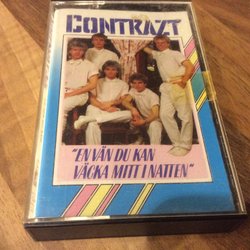 CONTRAZT
"EN VÄN DU KAN
VÄCKA MITT I NATTEN"